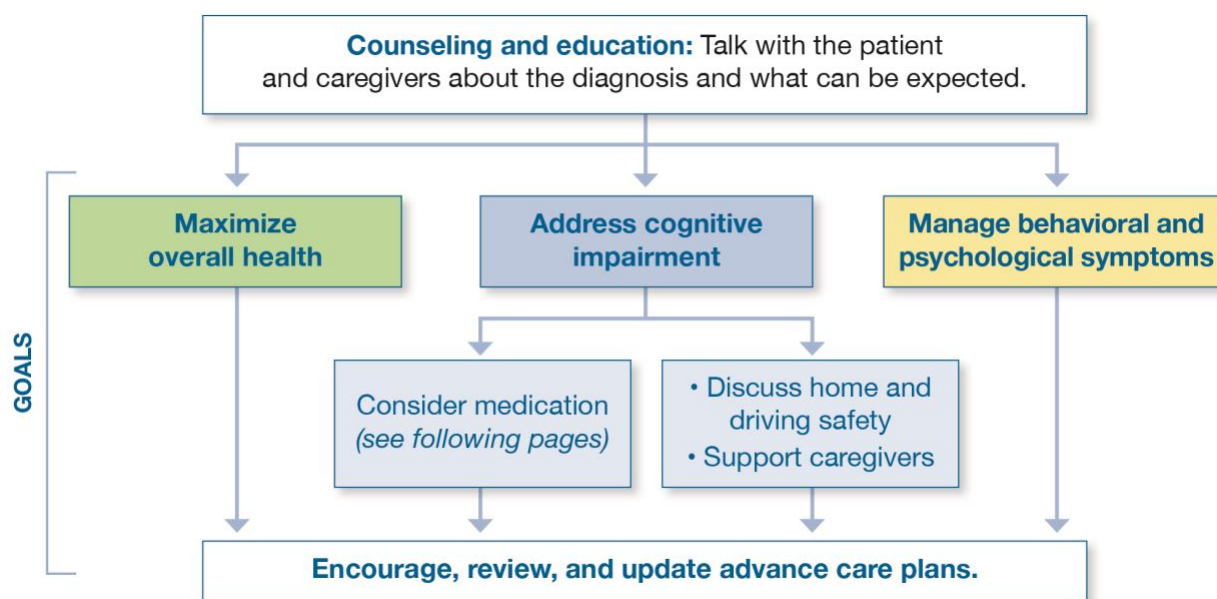 Counseling and education: Talk with the patient
and caregivers about the diagnosis and what can be expected.
GOALS
Maximize
overall health
Address cognitive
impairment
Manage behavioral and
psychological symptoms
Consider medication
(see following pages)
• Discuss home and
driving safety
• Support caregivers
Encourage, review, and update advance care plans.